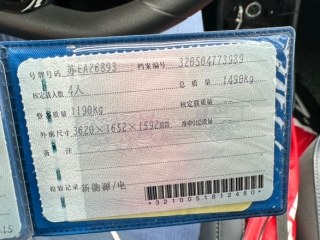 号牌号码 苏EA26893 档案编号 320504773989
核定载人数 4人 总质量 1490kg
整备质量 1190kg 核定载质量 --
外廓尺寸 3620×1652×1592mm 准牵引总质量 --
备注
检验记录 新能源/电
*3210051812450*